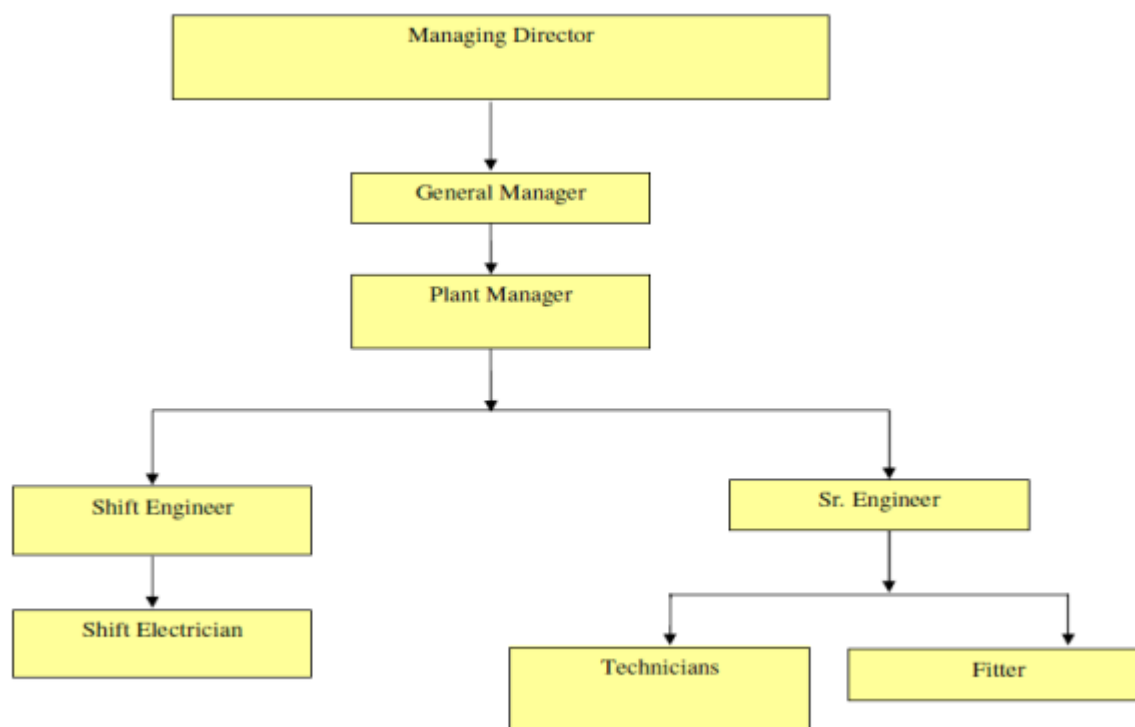 Managing Director
General Manager
Plant Manager
Shift Engineer
Sr. Engineer
Shift Electrician
Technicians
Fitter